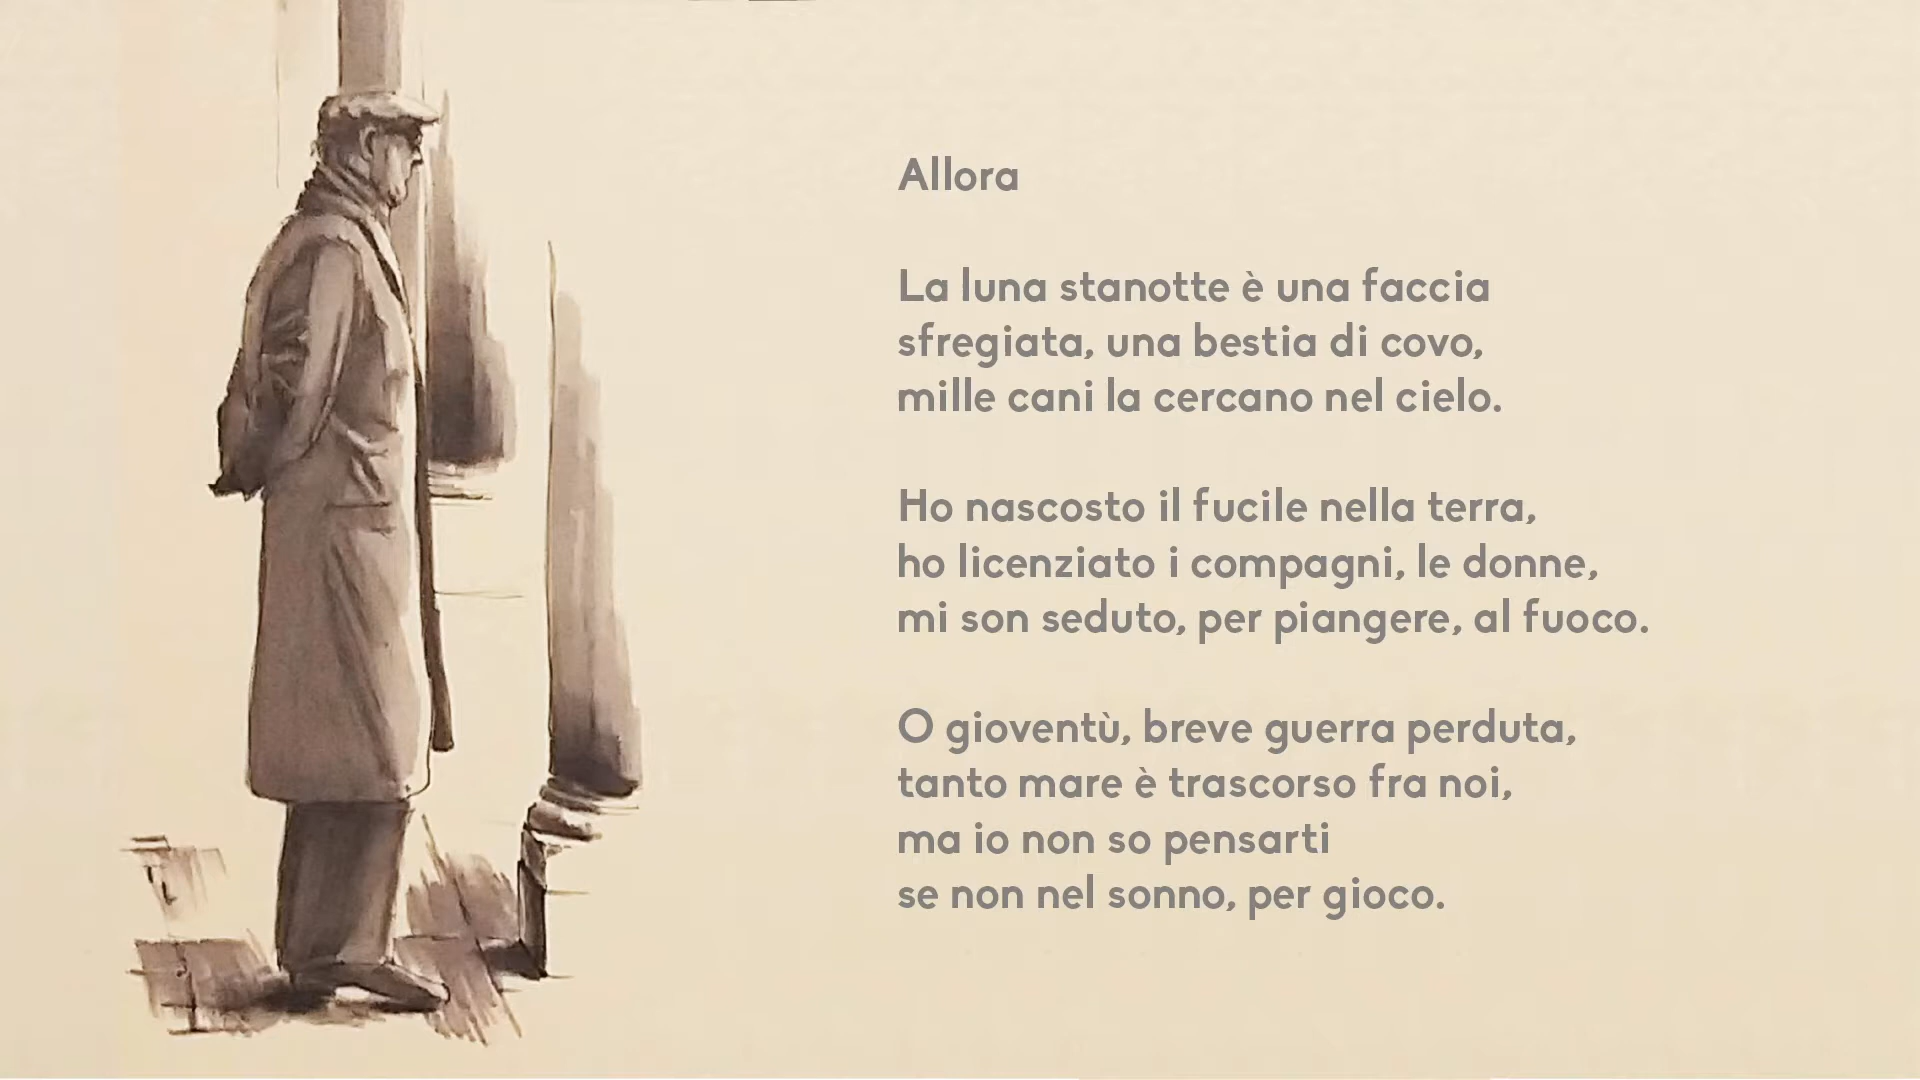 Allora
La luna stanotte è una faccia
sfregiata, una bestia di covo,
mille cani la cercano nel cielo.
Ho nascosto il fucile nella terra,
ho licenziato i compagni, le donne,
mi son seduto, per piangere, al fuoco.
O gioventù, breve guerra perduta,
tanto mare è trascorso fra noi,
ma io non so pensarti
se non nel sonno, per gioco.